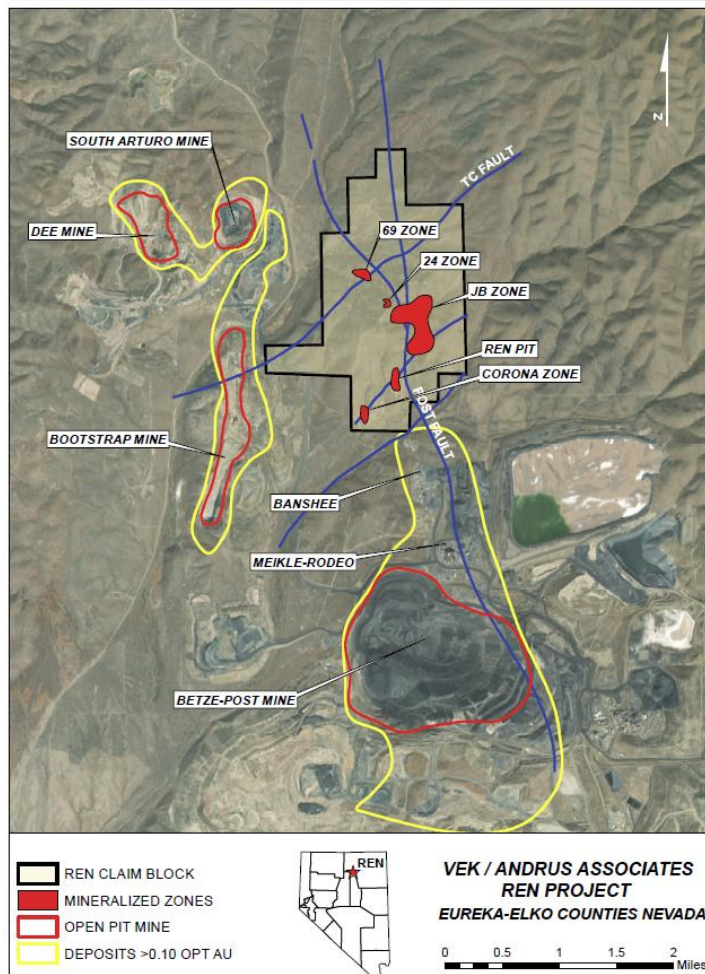 N
SOUTH ARTURO MINE
TC FAULT
DEE MINE
69 ZONE
24 ZONE
JB ZONE
REN PIT
CORONA ZONE
POST FAULT
BOOTSTRAP MINE
BANSHEE
MEIKLE-RODEO
BETZE-POST MINE
REN CLAIM BLOCK
MINERALIZED ZONES
OPEN PIT MINE
DEPOSITS >0.10 OPT AU
REN
VEK / ANDRUS ASSOCIATES
REN PROJECT
EUREKA-ELKO COUNTIES NEVADA
0 0.5 1 2
Miles